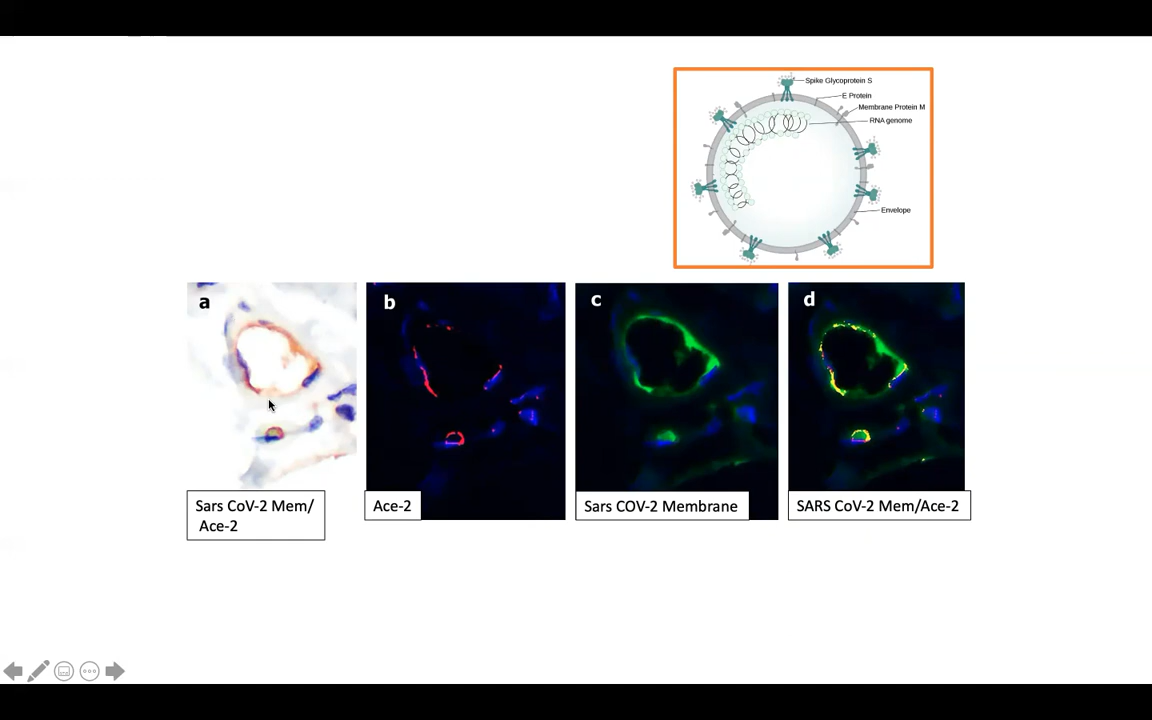 Spike Glycoprotein S
E Protein
Membrane Protein M
RNA genome
Envelope
a
b
c
d
Sars CoV-2 Mem/
Ace-2
Ace-2
Sars COV-2 Membrane
SARS CoV-2 Mem/Ace-2